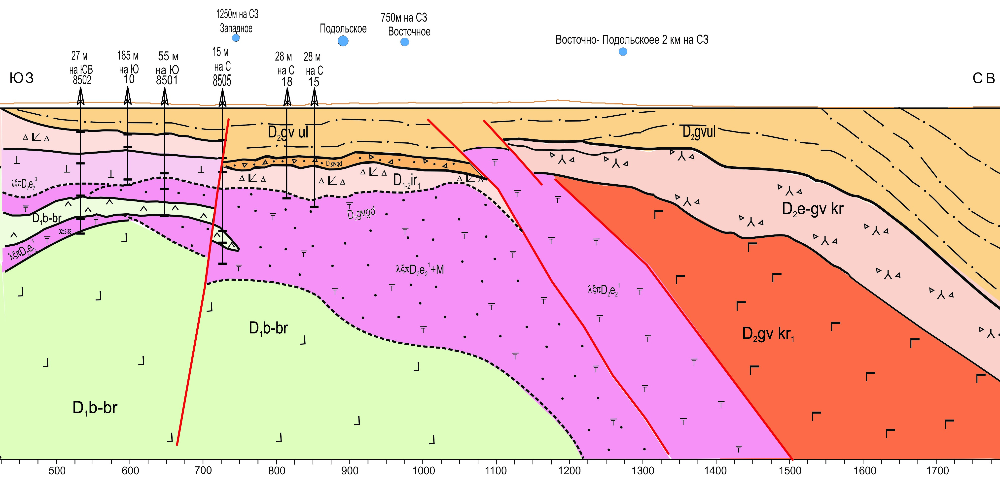 1250м на СЗ
Западное
Подольское
750м на СЗ
Восточное
Восточно- Подольскоее 2 км на СЗ
ЮЗ
27 м
на ЮВ
8502
185 м
на Ю
10
55 м
на Ю
8501
15 м
на С
8505
28 м
на С
18
28 м
на С
15
С В
D₂gv ul
D₂gvul
D₂gvgd
D₁₋₂ir₁
λξπD₂e₂³
D₁b-br
D2e2-3Э
λξπD₂e₂¹
D₂gvgd
λξπD₂e₂¹+М
λξπD₂e₂¹
D₂e-gv kr
D₂gv kr₁
D₁b-br
D₁b-br
500 600 700 800 900 1000 1100 1200 1300 1400 1500 1600 1700